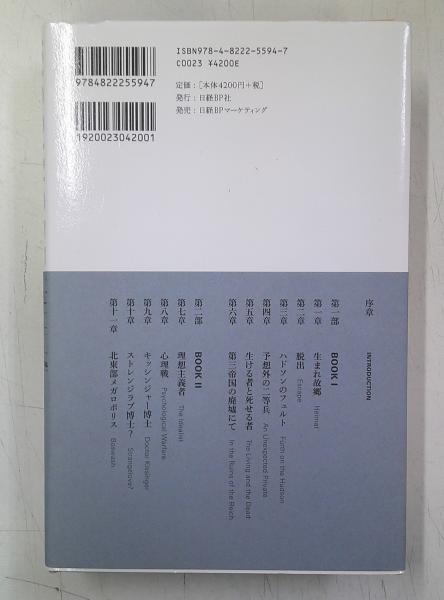 ISBN978-4-8222-5594-7
C0023 ¥4200E
定価:[本体4200円+税]
発行:日経BP社
発売:日経BPマーケティング
9784822255947
1920023042001
序章 INTRODUCTION
第一部 BOOK I
第一章 生まれ故郷 Heimat
第二章 脱出 Escape
第三章 ハドソンのフュルト Fürth on the Hudson
第四章 予想外の二等兵 An Unexpected Private
第五章 生ける者と死せる者 The Living and the Dead
第六章 第三帝国の廃墟にて In the Ruins of the Reich
第二部 BOOK II
第七章 理想主義者 The Idealist
第八章 心理戦 Psychological Warfare
第九章 キッシンジャー博士 Doctor Kissinger
第十章 ストレンジラブ博士? Strangelove?
第十一章 北東部メガロポリス Boswash